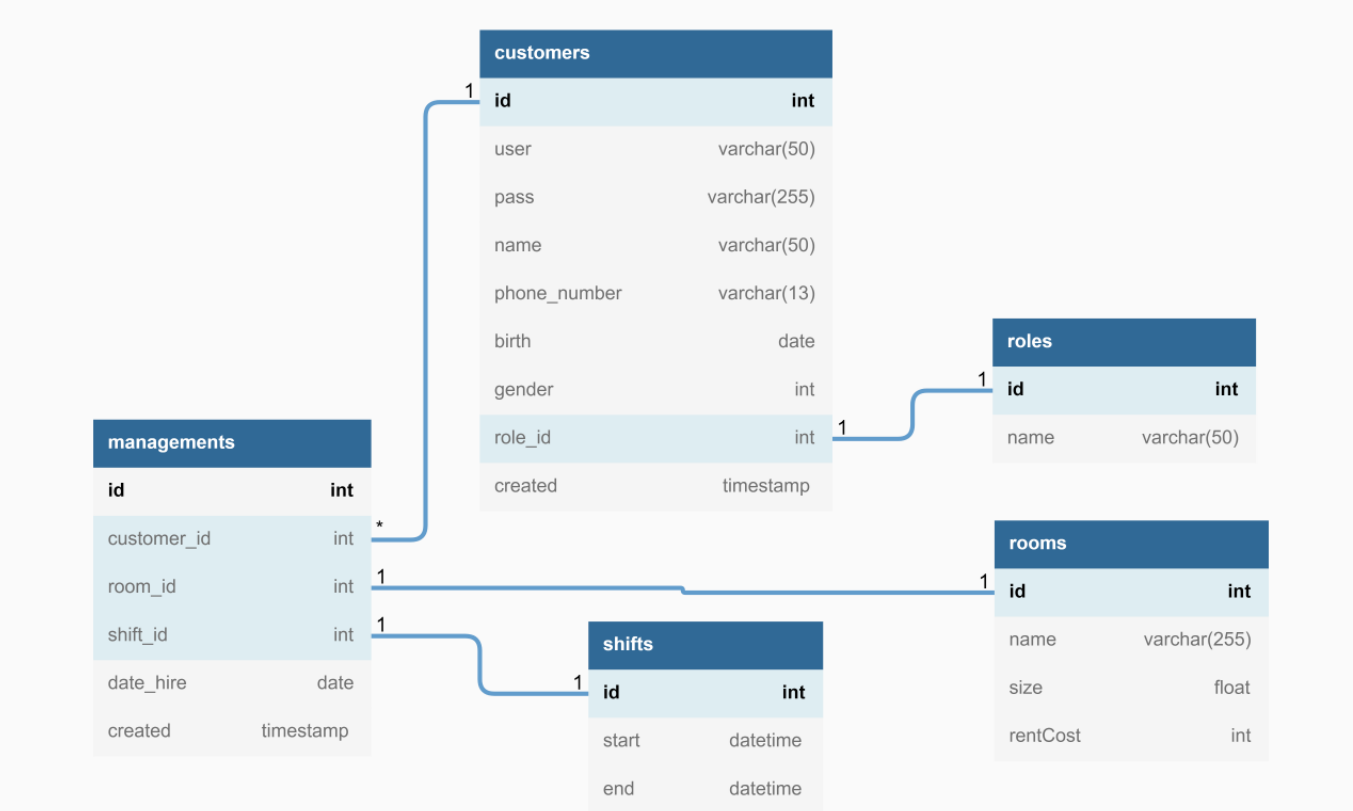 customers
1 id int
user varchar(50)
pass varchar(255)
name varchar(50)
phone_number varchar(13)
birth date
gender int
role_id int 1
created timestamp
roles
1 id int
name varchar(50)
managements
id int
customer_id int *
room_id int 1
shift_id int 1
date_hire date
created timestamp
rooms
1 id int
name varchar(255)
size float
rentCost int
shifts
1 id int
start datetime
end datetime